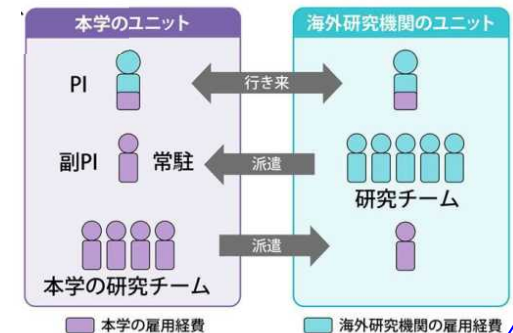 本学のユニット
海外研究機関のユニット
PI
行き来
副PI
常駐
派遣
研究チーム
派遣
本学の研究チーム
本学の雇用経費
海外研究機関の雇用経費